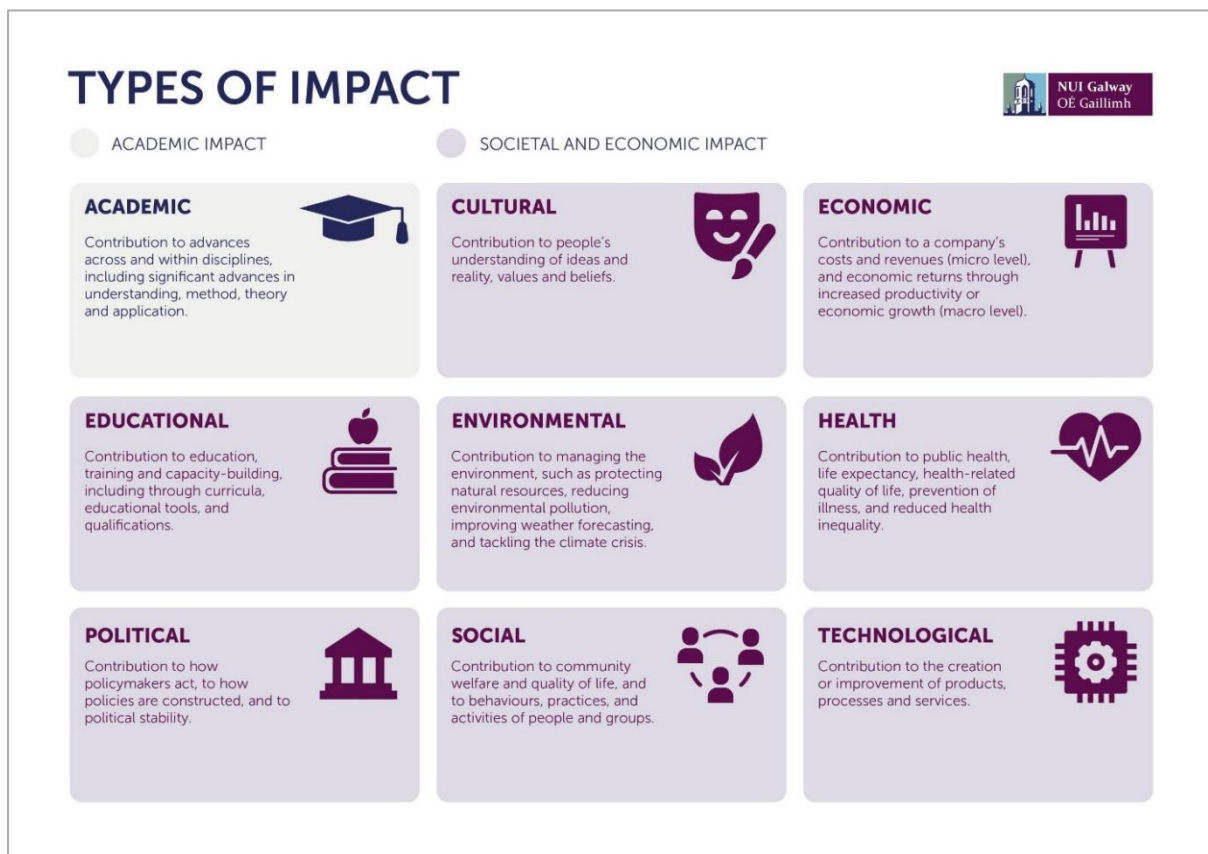 TYPES OF IMPACT
NUI Galway
OÉ Gaillimh
ACADEMIC IMPACT
SOCIETAL AND ECONOMIC IMPACT
ACADEMIC
Contribution to advances
across and within disciplines,
including significant advances in
understanding, method, theory
and application.
CULTURAL
Contribution to people's
understanding of ideas and
reality, values and beliefs.
ECONOMIC
Contribution to a company's
costs and revenues (micro level),
and economic returns through
increased productivity or
economic growth (macro level).
EDUCATIONAL
Contribution to education,
training and capacity-building,
including through curricula,
educational tools, and
qualifications.
ENVIRONMENTAL
Contribution to managing the
environment, such as protecting
natural resources, reducing
environmental pollution,
improving weather forecasting,
and tackling the climate crisis.
HEALTH
Contribution to public health,
life expectancy, health-related
quality of life, prevention of
illness, and reduced health
inequality.
POLITICAL
Contribution to how
policymakers act, to how
policies are constructed, and to
political stability.
SOCIAL
Contribution to community
welfare and quality of life, and
to behaviours, practices, and
activities of people and groups.
TECHNOLOGICAL
Contribution to the creation
or improvement of products,
processes and services.